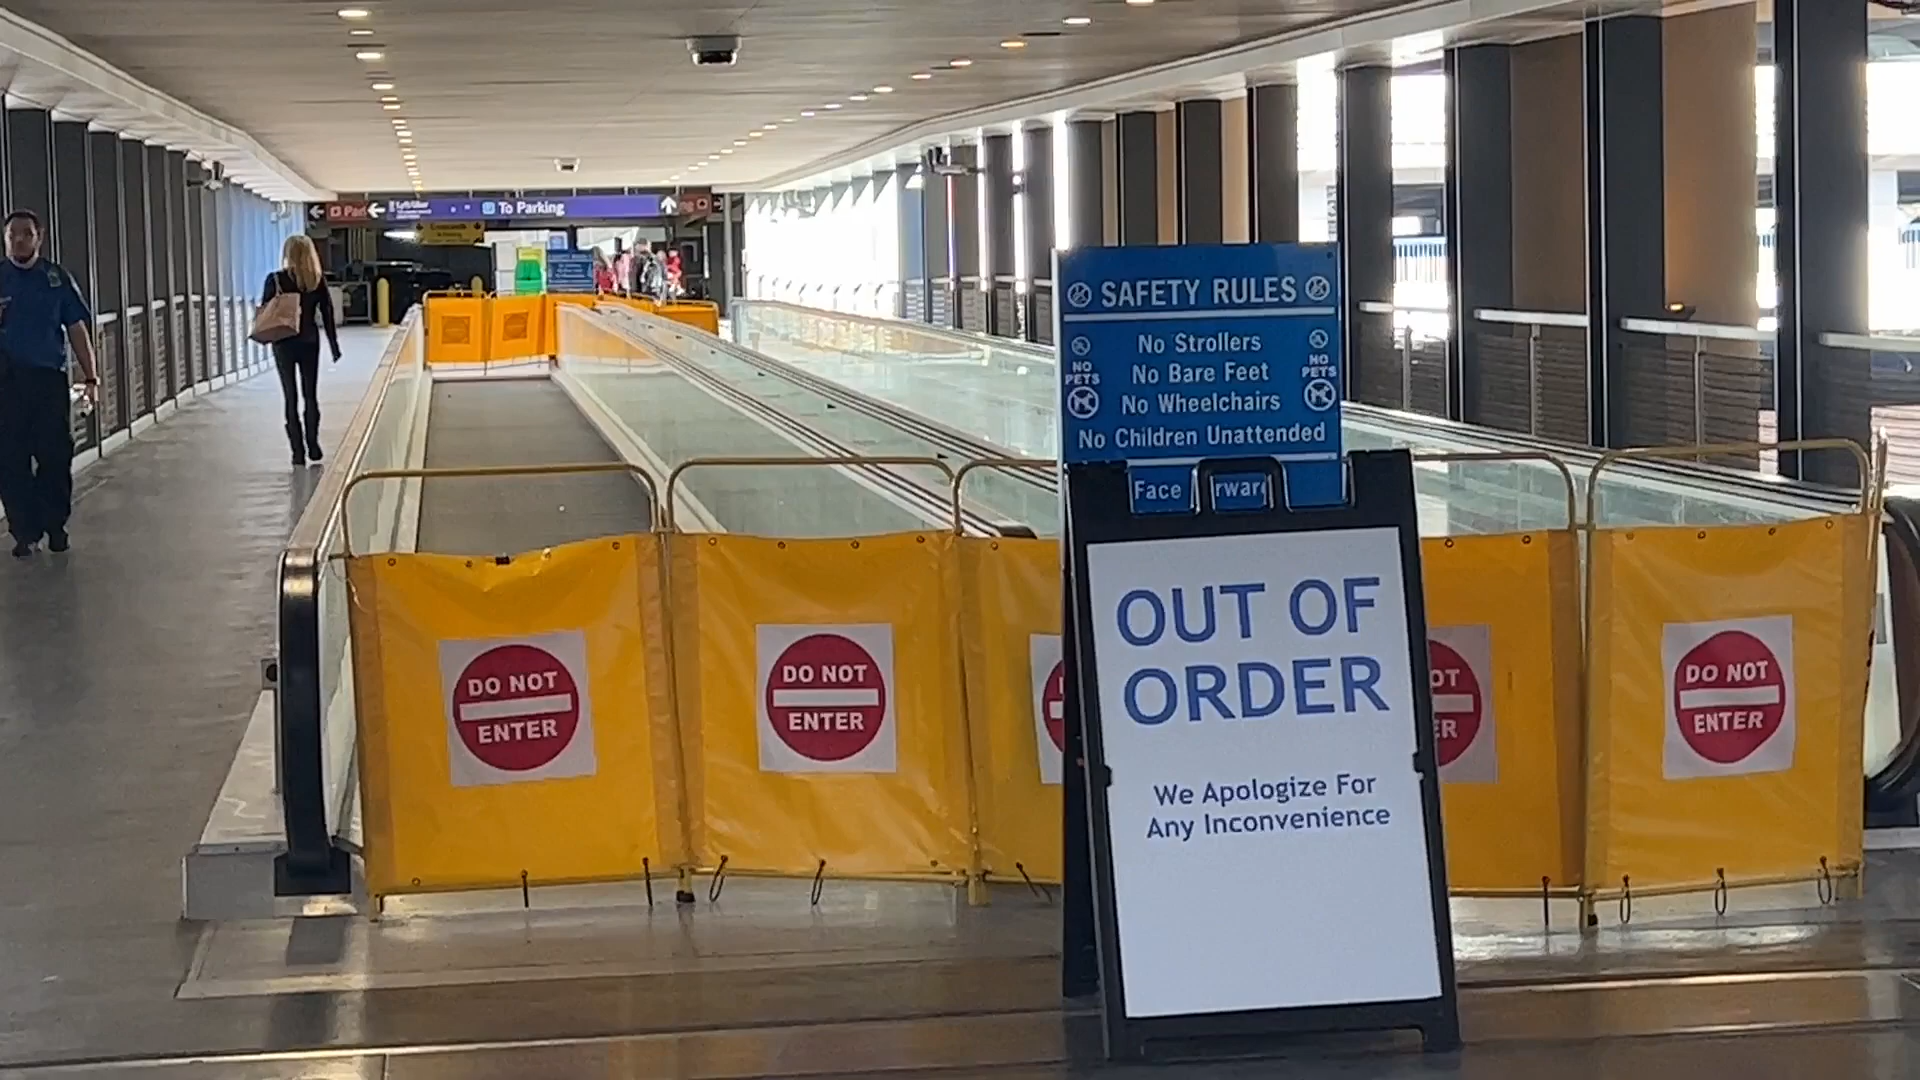 To Parking
SAFETY RULES
No Strollers
No Bare Feet
No Wheelchairs
No Children Unattended
NO
PETS
NO
PETS
Face
OUT OF
ORDER
We Apologize For
Any Inconvenience
DO NOT
ENTER
DO NOT
ENTER
DO NOT
ENTER